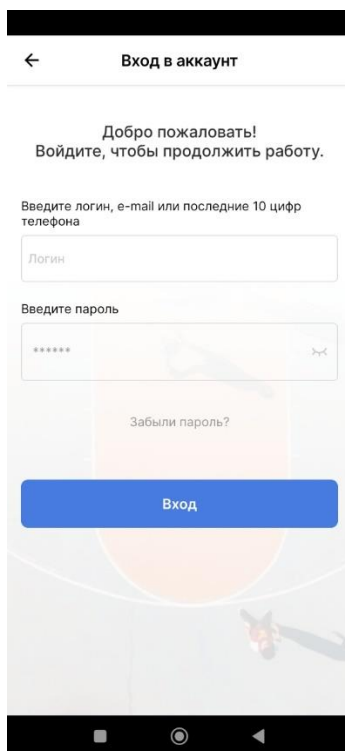 Вход в аккаунт
Добро пожаловать!
Войдите, чтобы продолжить работу.
Введите логин, e-mail или последние 10 цифр
телефона
Логин
Введите пароль
******
Забыли пароль?
Вход